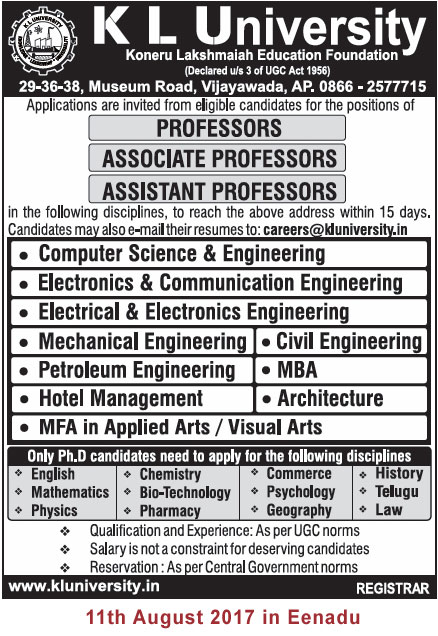 K L University
Koneru Lakshmaiah Education Foundation
(Declared u/s 3 of UGC Act 1956)
29-36-38, Museum Road, Vijayawada, AP. 0866 - 2577715
Applications are invited from eligible candidates for the positions of
PROFESSORS
ASSOCIATE PROFESSORS
ASSISTANT PROFESSORS
in the following disciplines, to reach the above address within 15 days.
Candidates may also e-mail their resumes to: careers@kluniversity.in
• Computer Science & Engineering
• Electronics & Communication Engineering
• Electrical & Electronics Engineering
• Mechanical Engineering • Civil Engineering
• Petroleum Engineering • MBA
• Hotel Management • Architecture
• MFA in Applied Arts / Visual Arts
Only Ph.D candidates need to apply for the following disciplines
❖ English ❖ Chemistry ❖ Commerce ❖ History
❖ Mathematics ❖ Bio-Technology ❖ Psychology ❖ Telugu
❖ Physics ❖ Pharmacy ❖ Geography ❖ Law
❖ Qualification and Experience: As per UGC norms
❖ Salary is not a constraint for deserving candidates
❖ Reservation : As per Central Government norms
www.kluniversity.in REGISTRAR
11th August 2017 in Eenadu